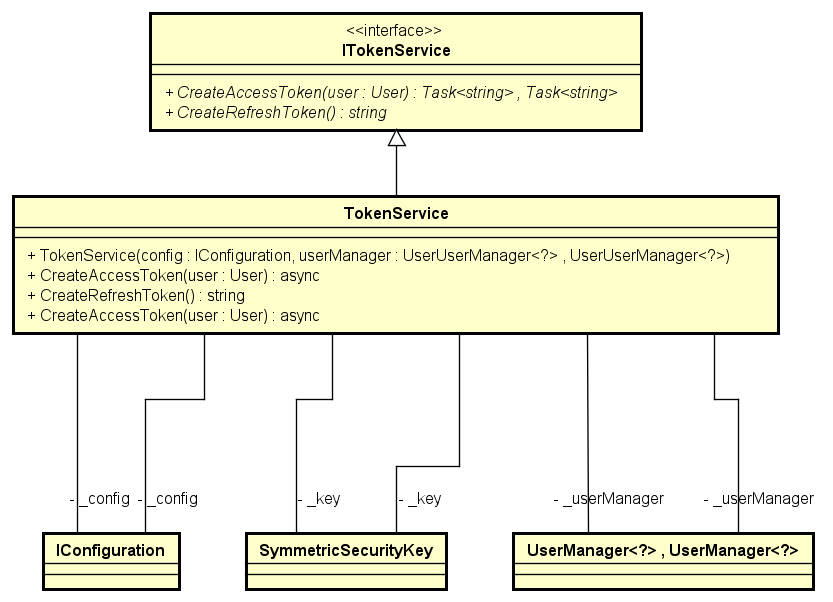 <<interface>>
ITokenService
+ CreateAccessToken(user : User) : Task<string> , Task<string>
+ CreateRefreshToken() : string
TokenService
+ TokenService(config : IConfiguration, userManager : UserUserManager<?> , UserUserManager<?>)
+ CreateAccessToken(user : User) : async
+ CreateRefreshToken() : string
+ CreateAccessToken(user : User) : async
- _config - _config - _key - _key - _userManager - _userManager
IConfiguration SymmetricSecurityKey UserManager<?> , UserManager<?>